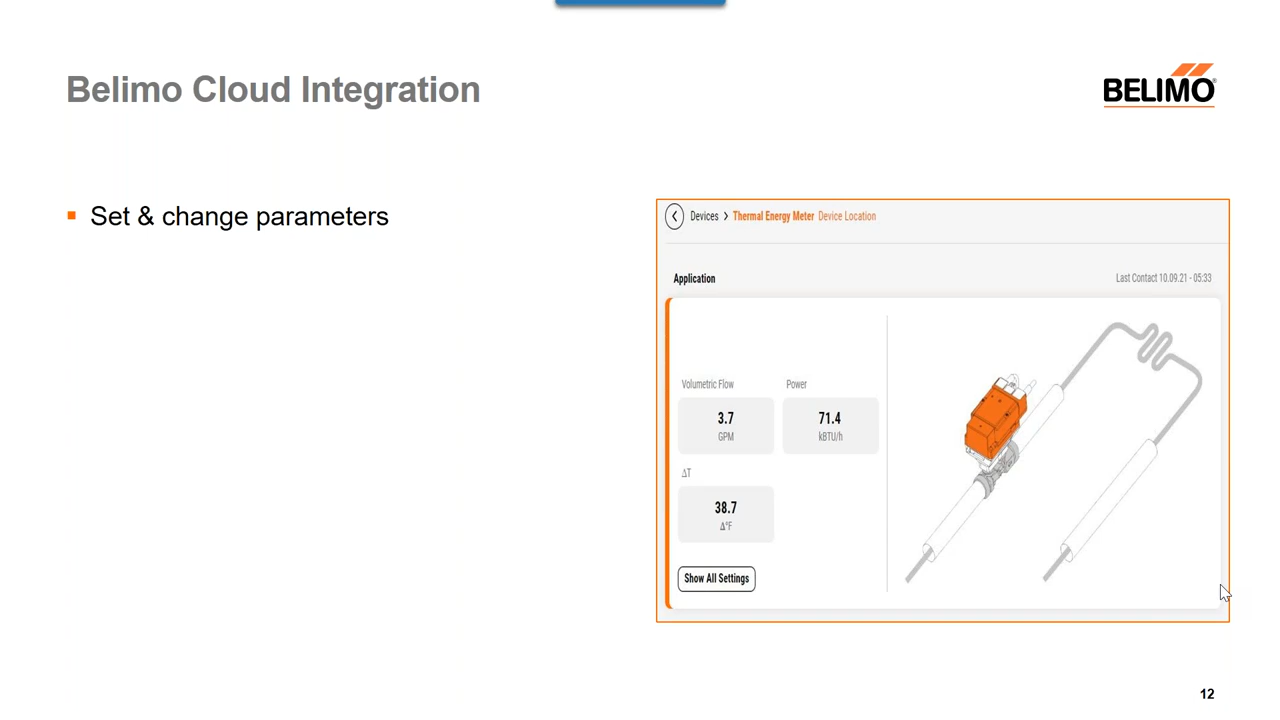 Belimo Cloud Integration
BELIMO®
Set & change parameters
Devices > Thermal Energy Meter Device Location
Application
Last Contact 10.09.21 - 05:33
Volumetric Flow
Power
3.7
GPM
71.4
kBTU/h
ΔT
38.7
Δ°F
Show All Settings
12